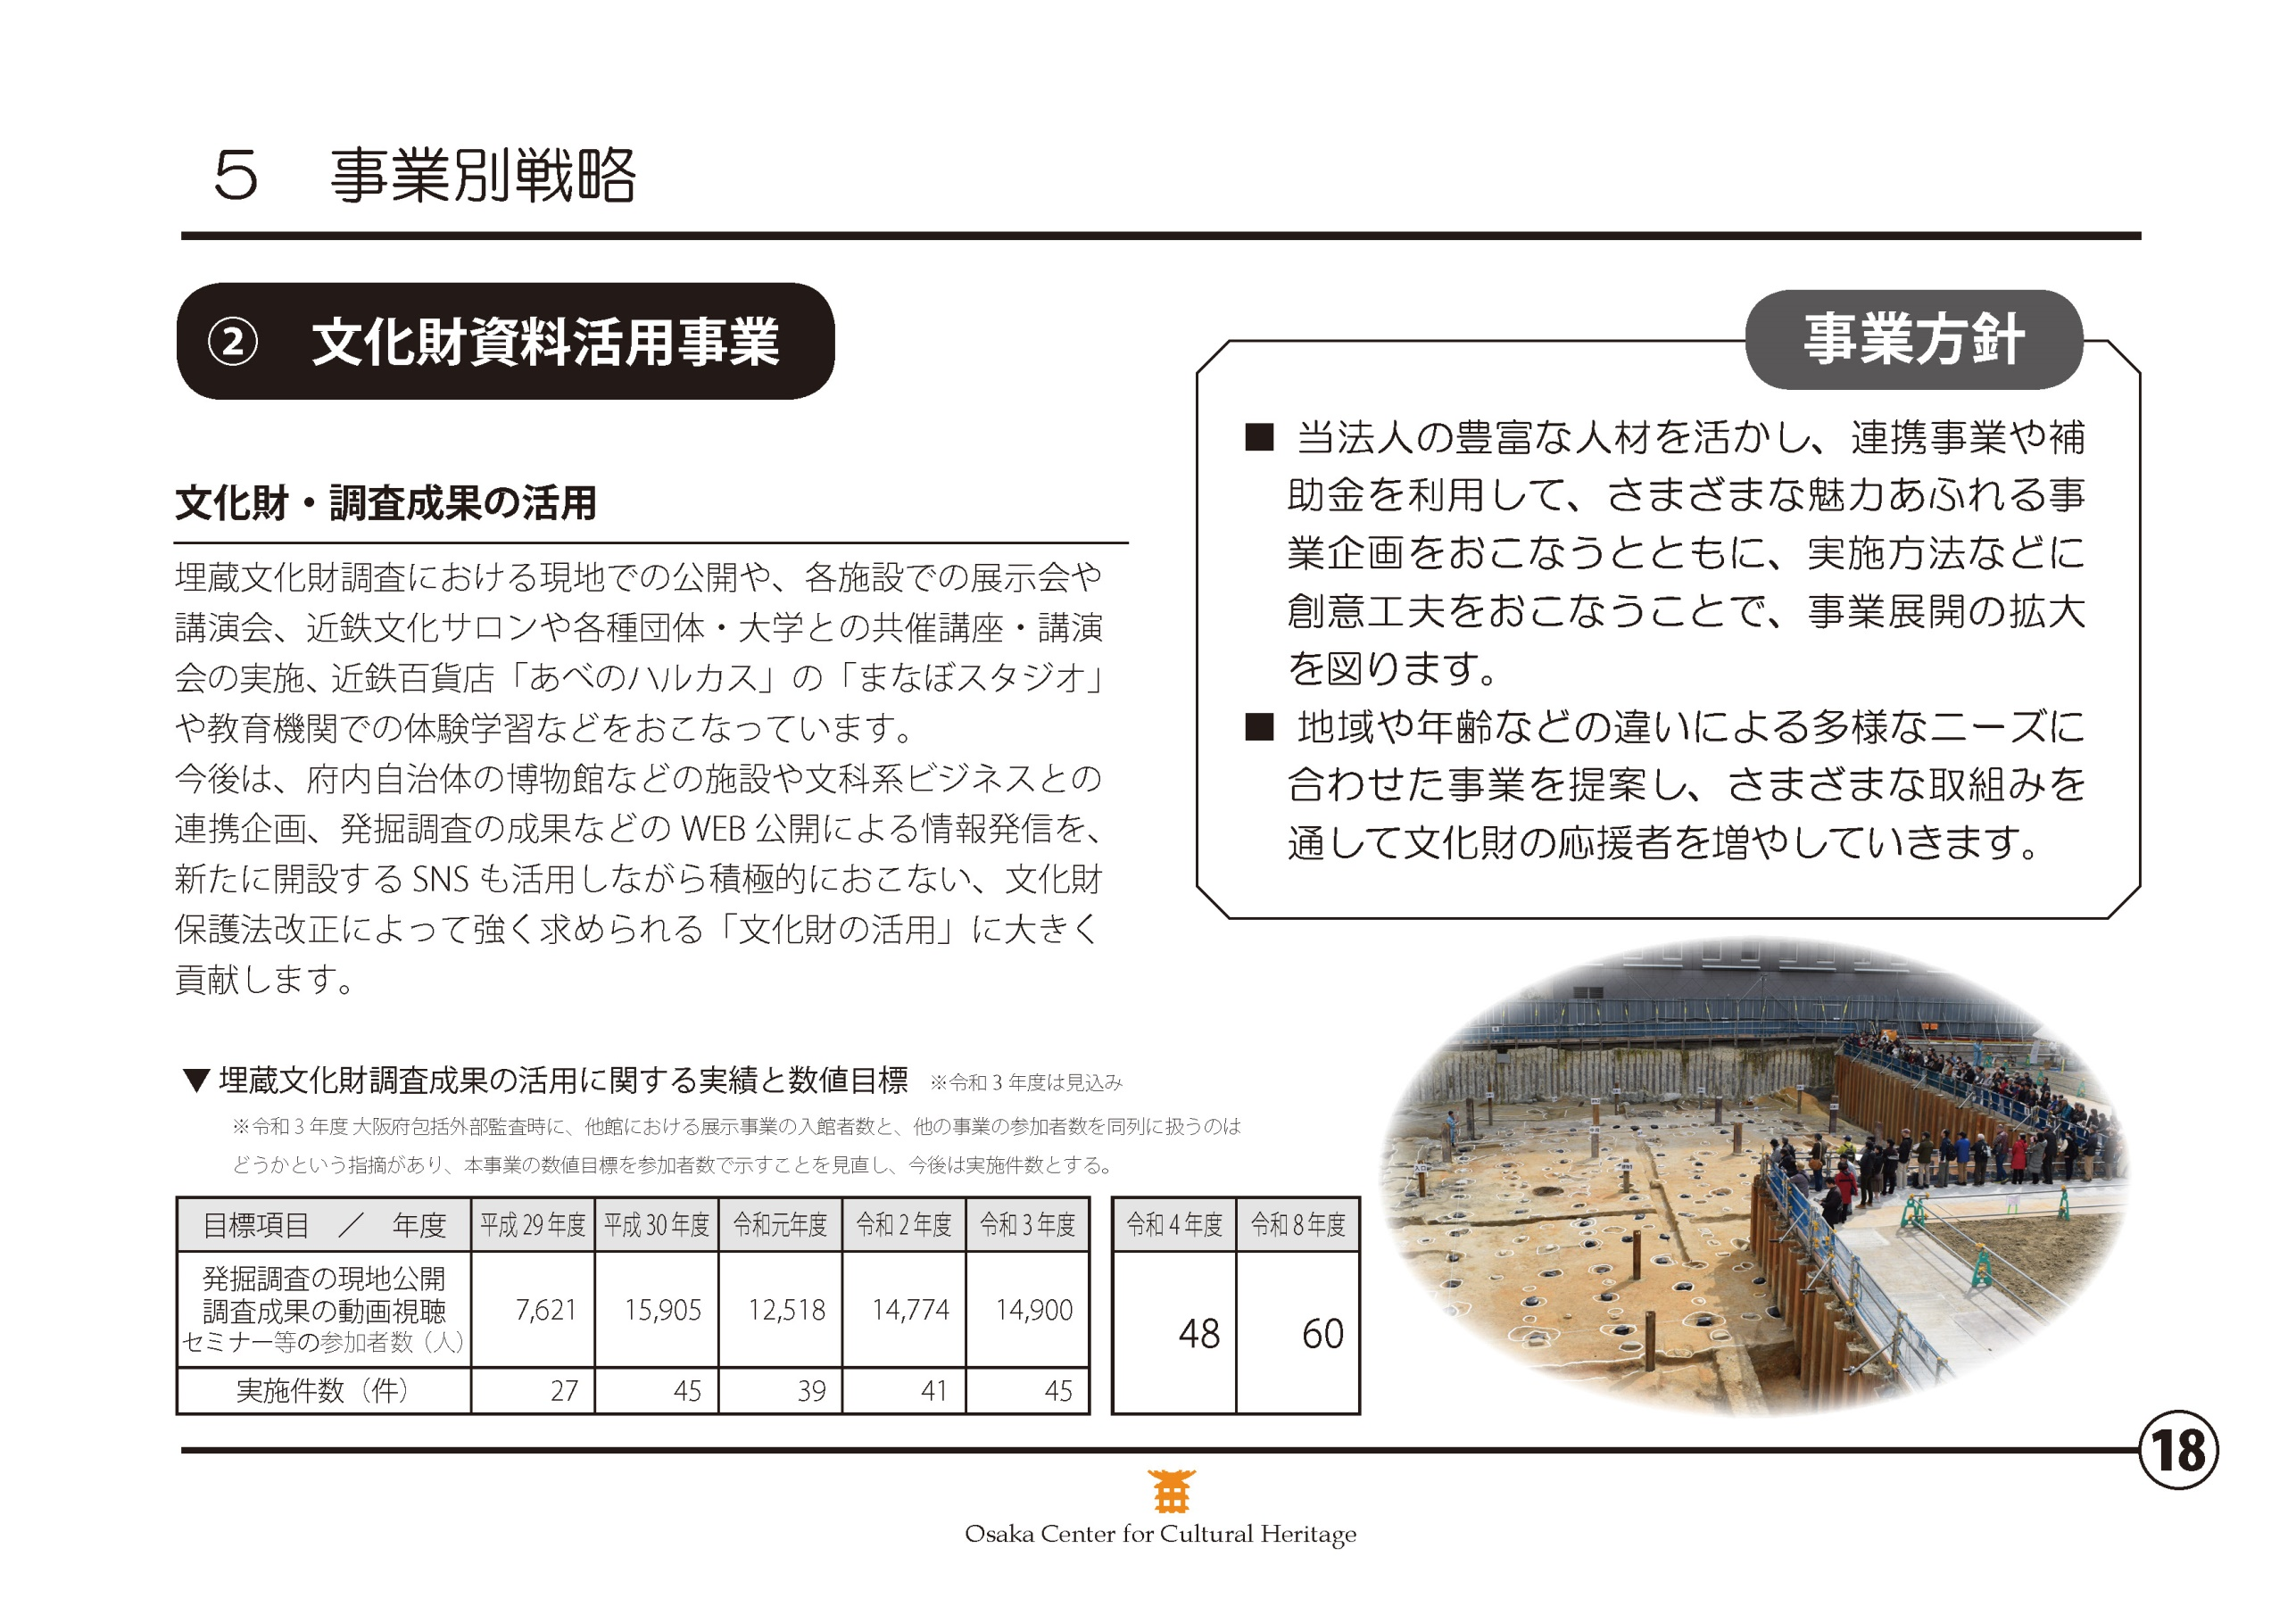 5　事業別戦略
②　文化財資料活用事業
文化財・調査成果の活用
埋蔵文化財調査における現地での公開や、各施設での展示会や
講演会、近鉄文化サロンや各種団体・大学との共催講座・講演
会の実施、近鉄百貨店「あべのハルカス」の「まなぼスタジオ」
や教育機関での体験学習などをおこなっています。
今後は、府内自治体の博物館などの施設や文科系ビジネスとの
連携企画、発掘調査の成果などの WEB 公開による情報発信を、
新たに開設する SNS も活用しながら積極的におこない、文化財
保護法改正によって強く求められる「文化財の活用」に大きく
貢献します。
事業方針
■ 当法人の豊富な人材を活かし、連携事業や補
助金を利用して、さまざまな魅力あふれる事
業企画をおこなうとともに、実施方法などに
創意工夫をおこなうことで、事業展開の拡大
を図ります。
■ 地域や年齢などの違いによる多様なニーズに
合わせた事業を提案し、さまざまな取組みを
通して文化財の応援者を増やしていきます。
▼ 埋蔵文化財調査成果の活用に関する実績と数値目標　※令和 3 年度は見込み
※令和 3 年度 大阪府包括外部監査時に、他館における展示事業の入館者数と、他の事業の参加者数を同列に扱うのは
どうかという指摘があり、本事業の数値目標を参加者数で示すことを見直し、今後は実施件数とする。
目標項目　／　年度　平成 29 年度　平成 30 年度　令和元年度　令和 2 年度　令和 3 年度　令和 4 年度　令和 8 年度
発掘調査の現地公開
調査成果の動画視聴
セミナー等の参加者数（人）
7,621　15,905　12,518　14,774　14,900
実施件数（件）　27　45　39　41　45
48　60
18
Osaka Center for Cultural Heritage